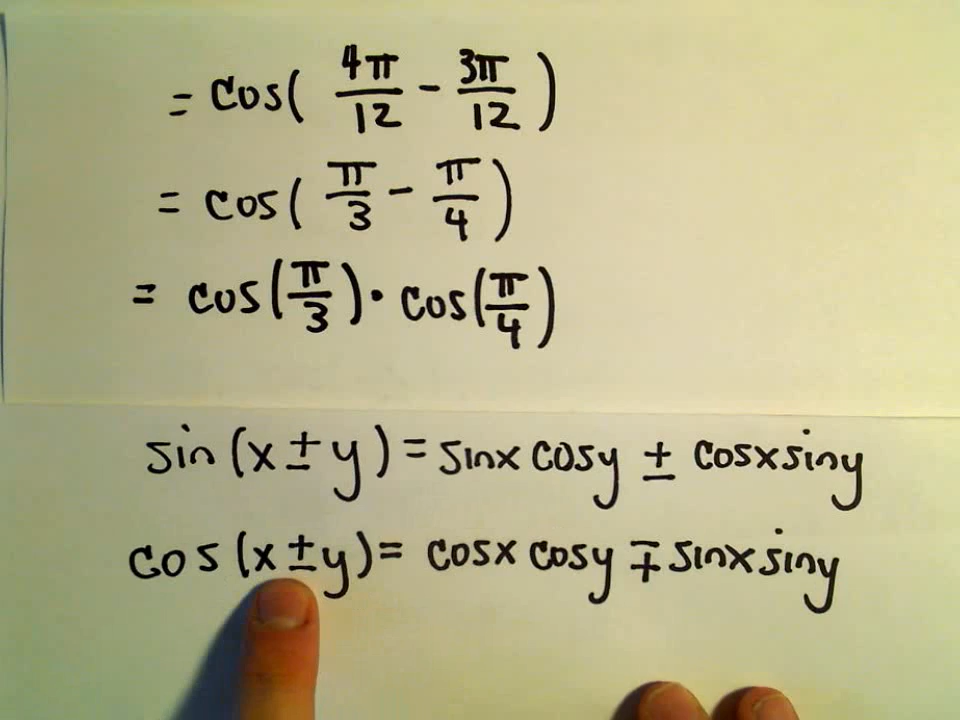 = cos( 4π/12 - 3π/12 )
= cos( π/3 - π/4 )
= cos(π/3) · cos(π/4)
sin(x ± y) = sinx cosy ± cosx siny
cos(x ± y) = cosx cosy ∓ sinx siny